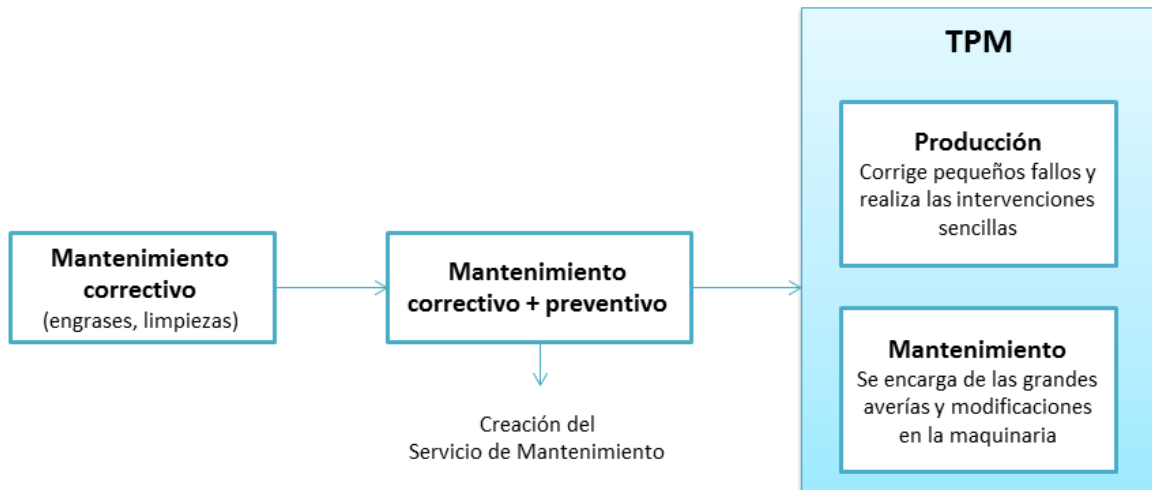 Mantenimiento
correctivo
(engrases, limpiezas)
Mantenimiento
correctivo + preventivo
Creación del
Servicio de Mantenimiento
TPM
Producción
Corrige pequeños fallos y
realiza las intervenciones
sencillas
Mantenimiento
Se encarga de las grandes
averías y modificaciones
en la maquinaria